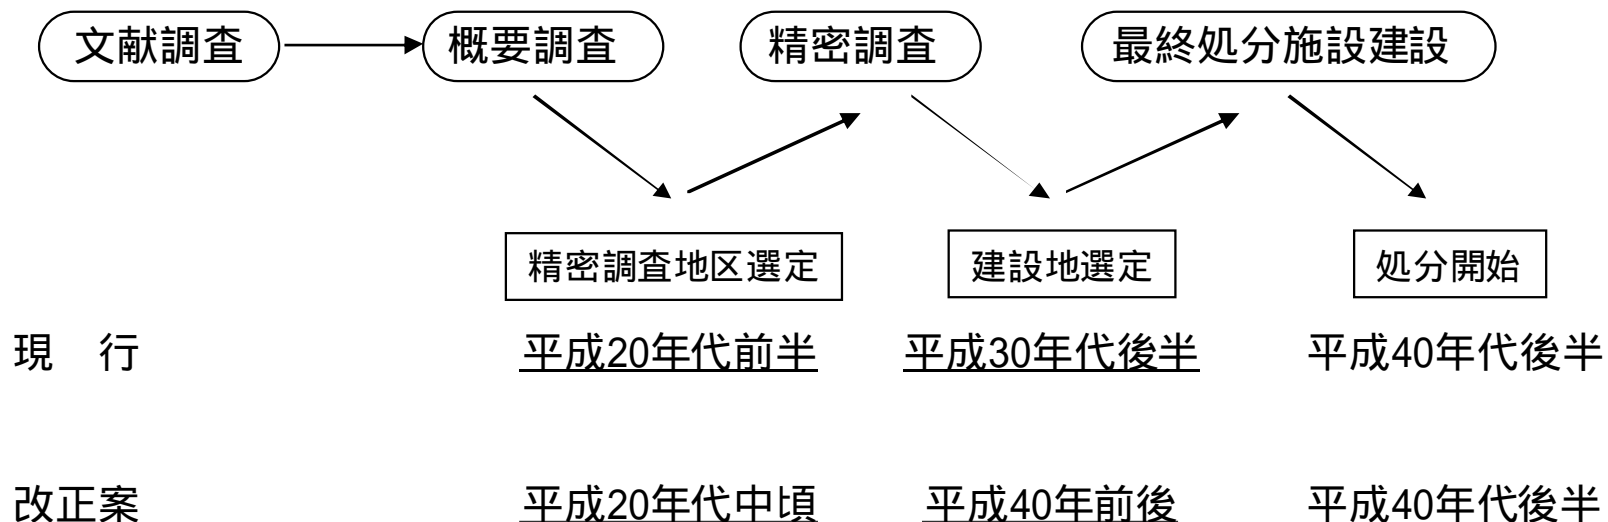 文献調査 概要調査 精密調査 最終処分施設建設
精密調査地区選定 建設地選定 処分開始
現　行 平成20年代前半 平成30年代後半 平成40年代後半
改正案 平成20年代中頃 平成40年前後 平成40年代後半